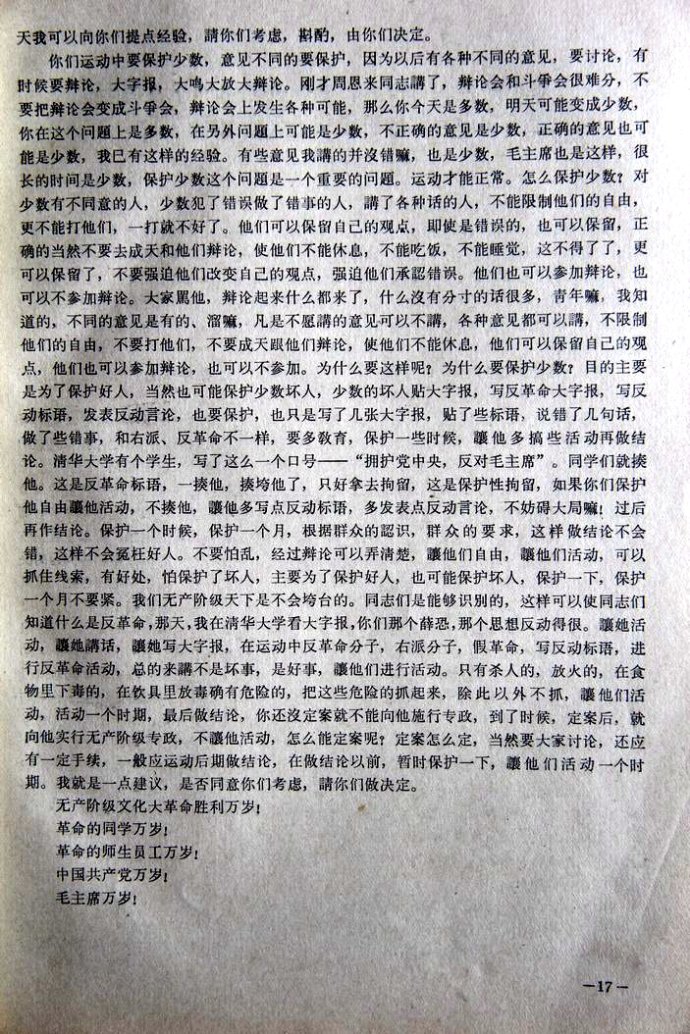 天我可以向你们提点经验，請你们考虑，斟酌，由你们决定。
你们运动中要保护少数，意见不同的要保护，因为以后有各种不同的意见，要讨论，有
时候要辯论，大字报，大鳴大放大辯论。刚才周恩来同志講了，辯论会和斗爭会很难分，不
要把辯论会变成斗爭会，辯论会上发生各种可能，那么你今天是多数，明天可能变成少数，
你在这个问題上是多数，在另外问題上可能是少数，不正确的意见是少数，正确的意见也可
能是少数，我已有这样的经验。有些意见我講的并沒错嘛，也是少数，毛主席也是这样，很
长的时间是少数，保护少数这个问題是一个重要的问題。运动才能正常。怎么保护少数？对
少数有不同意的人，少数犯了错误做了错事的人，講了各种话的人，不能限制他们的自由，
更不能打他们，一打就不好了。他们可以保留自己的观点，即使是错误的，也可以保留，正
确的当然不要去成天和他们辯论，使他们不能休息，不能吃饭，不能睡觉，这不得了了，更
可以保留了，不要强迫他们改变自己的观点，强迫他们承認错误。他们也可以参加辯论，也
可以不参加辯论。大家罵他，辯论起来什么都来了，什么沒有分寸的话很多，青年嘛，我知
道的，不同的意见是有的、溜嘛，凡是不愿講的意见可以不講，各种意见都可以講，不限制
他们的自由，不要打他们，不要成天跟他们辯论，使他们不能休息，他们可以保留自己的观
点，他们也可以参加辯论，也可以不参加。为什么要这样呢？为什么要保护少数？目的主要
是为了保护好人，当然也可能保护少数坏人，少数的坏人贴大字报，写反革命大字报，写反
动标语，发表反动言论，也要保护，也只是写了几张大字报，贴了些标语，说错了几句话，
做了些错事，和右派、反革命不一样，要多教育，保护一些时候，讓他多搞些活动再做结
论。清华大学有个学生，写了这么一个口号——“拥护党中央，反对毛主席”。同学们就揍
他。这是反革命标语，一揍他，揍垮他了，只好拿去拘留，这是保护性拘留，如果你们保护
他自由讓他活动，不揍他，讓他多写点反动标语，多发表点反动言论，不妨碍大局嘛！过后
再作结论。保护一个时候，保护一个月，根据群众的認识，群众的要求，这样做结论不会
错，这样不会冤枉好人。不要怕乱，经过辯论可以弄清楚，讓他们自由，讓他们活动，可以
抓住线索，有好处，怕保护了坏人，主要为了保护好人，也可能保护坏人，保护一下，保护
一个月不要紧。我们无产阶级天下是不会垮台的。同志们是能够识别的，这样可以使同志们
知道什么是反革命，那天，我在清华大学看大字报，你们那个薛恐，那个思想反动得很。讓她活
动，讓她講话，讓她写大字报，在运动中反革命分子，右派分子，假革命，写反动标语，进
行反革命活动，总的来講不是坏事，是好事，讓他们进行活动。只有杀人的，放火的，在食
物里下毒的，在饮具里放毒确有危险的，把这些危险的抓起来，除此以外不抓，讓他们活
动，活动一个时期，最后做结论，你还沒定案就不能向他施行专政，到了时候，定案后，就
向他实行无产阶级专政，不讓他活动，怎么能定案呢？定案怎么定，当然要大家讨论，还应
有一定手续，一般应运动后期做结论，在做结论以前，暂时保护一下，讓他们活动一个时
期。我就是一点建议，是否同意你们考虑，請你们做决定。
无产阶级文化大革命胜利万岁！
革命的同学万岁！
革命的师生员工万岁！
中国共产党万岁！
毛主席万岁！
—17—